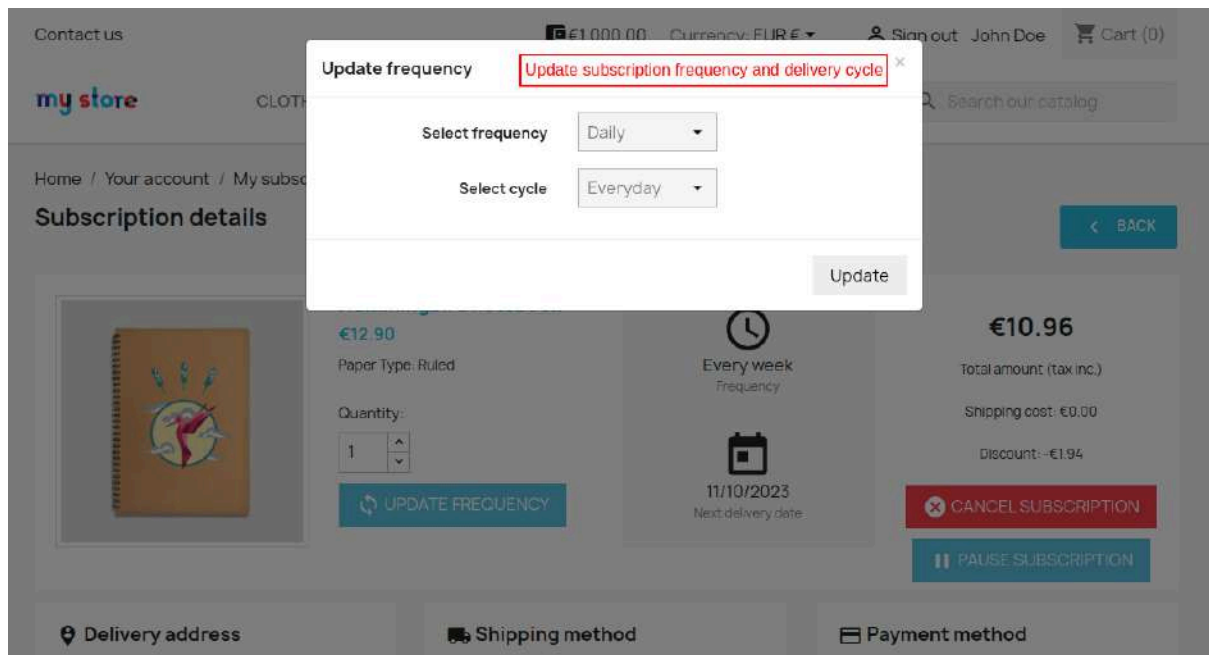 Contact us
€1,000.00 Currency: EUR €
Sign out John Doe
Cart (0)
Update frequency
Update subscription frequency and delivery cycle
×
my store
CLOTH
Search our catalog
Select frequency
Daily
Select cycle
Everyday
Home / Your account / My subsc
Subscription details
BACK
Update
€12.90
Paper Type: Ruled
Quantity:
1
UPDATE FREQUENCY
Every week
Frequency
11/10/2023
Next delivery date
€10.96
Total amount (tax inc.)
Shipping cost: €0.00
Discount: -€1.94
CANCEL SUBSCRIPTION
PAUSE SUBSCRIPTION
Delivery address
Shipping method
Payment method